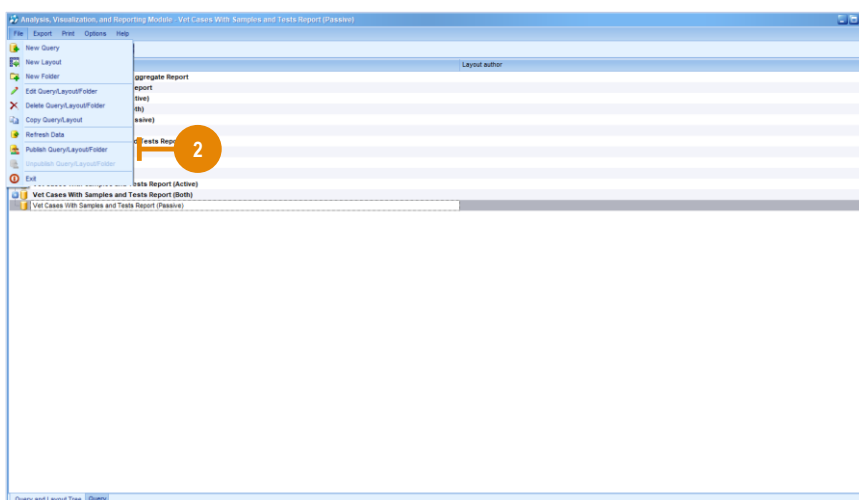 Analysis, Visualization, and Reporting Module - Vet Cases With Samples and Tests Report (Passive)
File Export Print Options Help
New Query
New Layout
Layout author
New Folder
ggregate Report
Edit Query/Layout/Folder
eport
tive)
Delete Query/Layout/Folder
th)
Copy Query/Layout
ssive)
Refresh Data
d Tests Rep
2
Publish Query/Layout/Folder
Unpublish Query/Layout/Folder
Exit
Vet Cases With Samples and Tests Report (Active)
Vet Cases With Samples and Tests Report (Both)
Vet Cases With Samples and Tests Report (Passive)
Query and Layout Tree Query